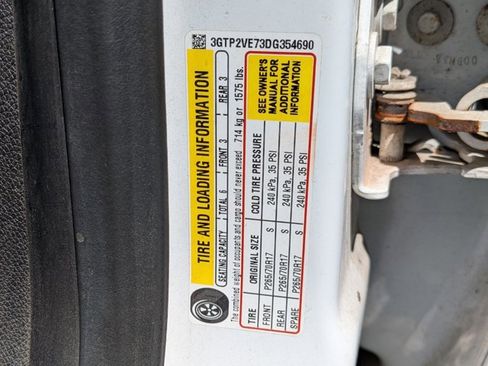 3GTP2VE73DG354690
TIRE AND LOADING INFORMATION
SEATING CAPACITY TOTAL 6 FRONT 3 REAR 3
The combined weight of occupants and cargo should never exceed 714 kg or 1575 lbs.
TIRE ORIGINAL SIZE COLD TIRE PRESSURE
FRONT P265/70R17 S 240 kPa, 35 PSI
REAR P265/70R17 S 240 kPa, 35 PSI
SPARE P265/70R17 S 240 kPa, 35 PSI
SEE OWNER'S
MANUAL FOR
ADDITIONAL
INFORMATION